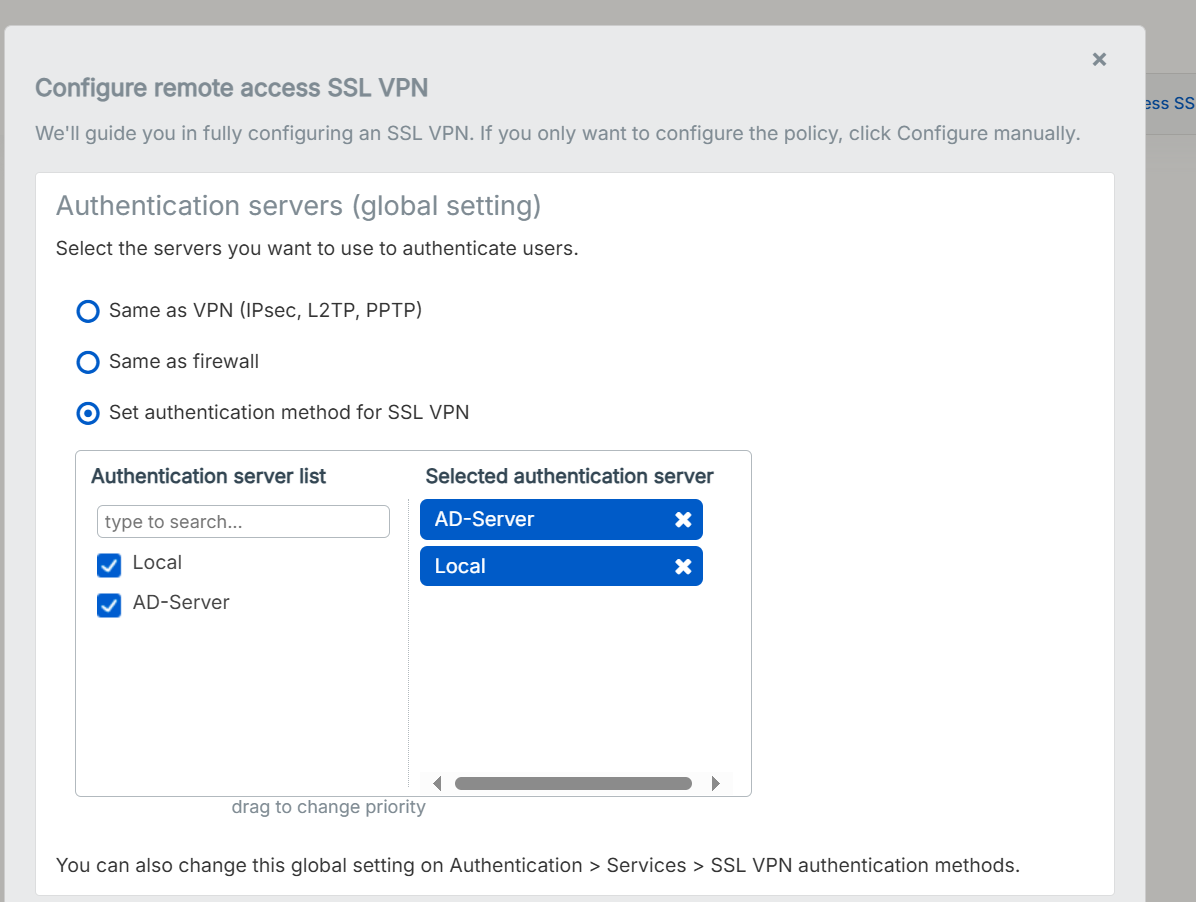 ×
Configure remote access SSL VPN
We'll guide you in fully configuring an SSL VPN. If you only want to configure the policy, click Configure manually.
ess SS
Authentication servers (global setting)
Select the servers you want to use to authenticate users.
Same as VPN (IPsec, L2TP, PPTP)
Same as firewall
Set authentication method for SSL VPN
Authentication server list
type to search...
Local
AD-Server
Selected authentication server
AD-Server
Local
drag to change priority
You can also change this global setting on Authentication > Services > SSL VPN authentication methods.